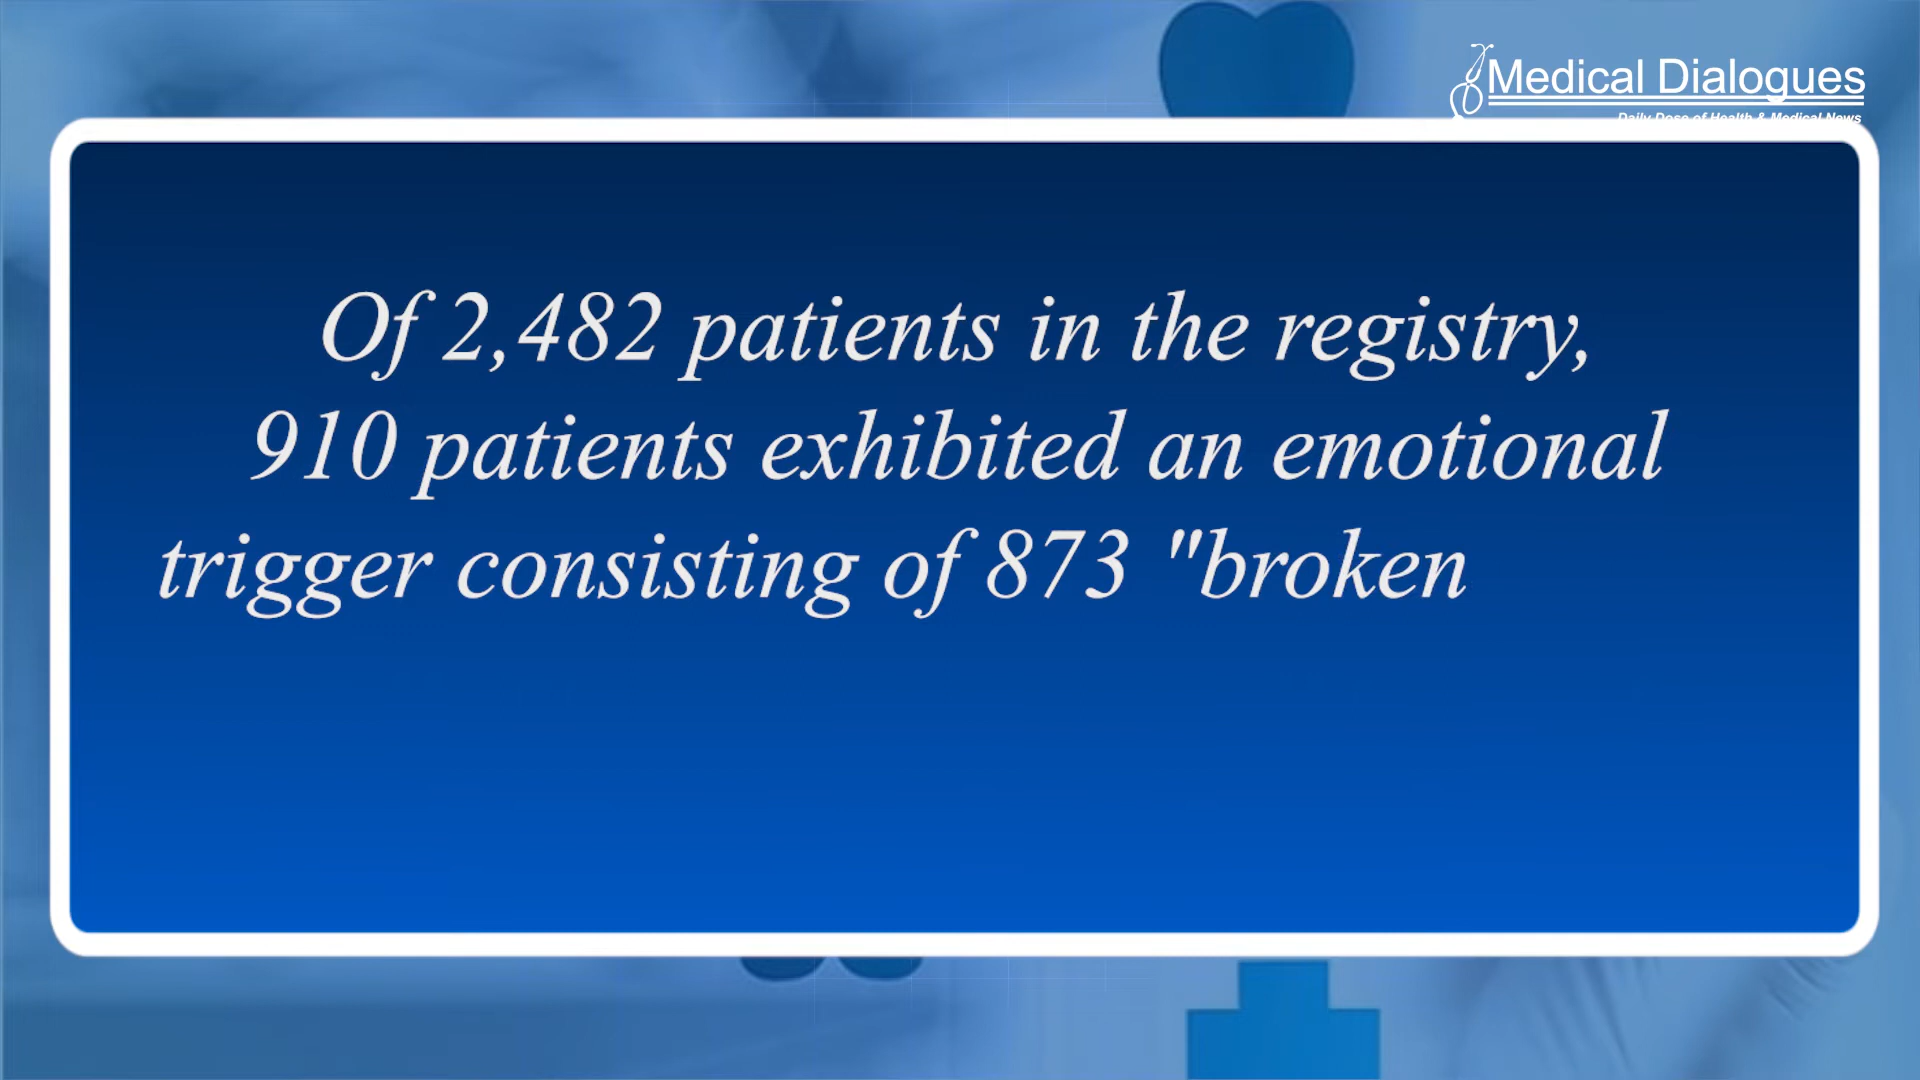 Medical Dialogues
Daily Dose of Health & Medical News
Of 2,482 patients in the registry,
910 patients exhibited an emotional
trigger consisting of 873 "broken